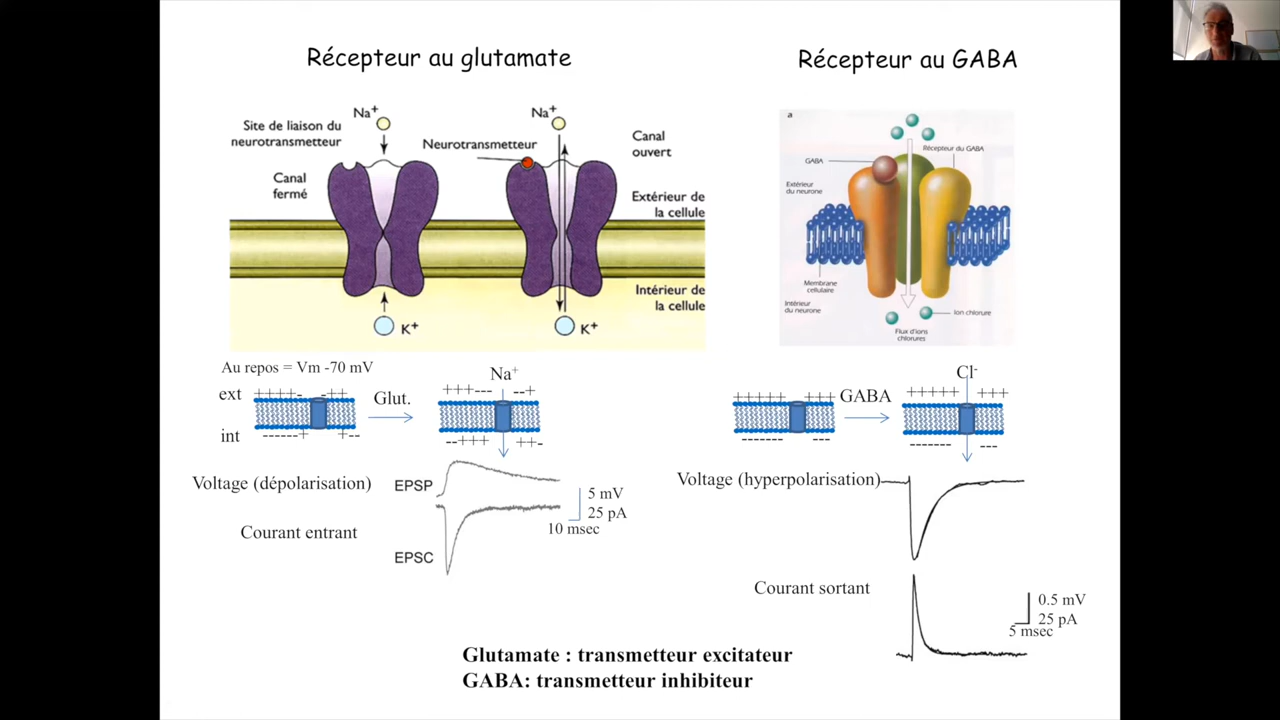 Récepteur au glutamate
Récepteur au GABA
Na+
Site de liaison du
neurotransmetteur
Canal
fermé
Neurotransmetteur
Na+
Canal
ouvert
Extérieur de
la cellule
Intérieur de
la cellule
K+
K+
a
GABA
Récepteur du GABA
Extérieur
du neurone
Membrane
cellulaire
Intérieur
du neurone
Ion chlorure
Flux d'ions
chlorures
Au repos = Vm -70 mV
ext
++++-
-++
int
------+
+--
Glut.
Na+
+++---
--+
--+++
++-
+++++
+++
-------
---
GABA
Cl-
+++++
+++
-------
---
Voltage (dépolarisation)
EPSP
Courant entrant
EPSC
5 mV
25 pA
10 msec
Voltage (hyperpolarisation)
Courant sortant
0.5 mV
25 pA
5 msec
Glutamate : transmetteur excitateur
GABA: transmetteur inhibiteur